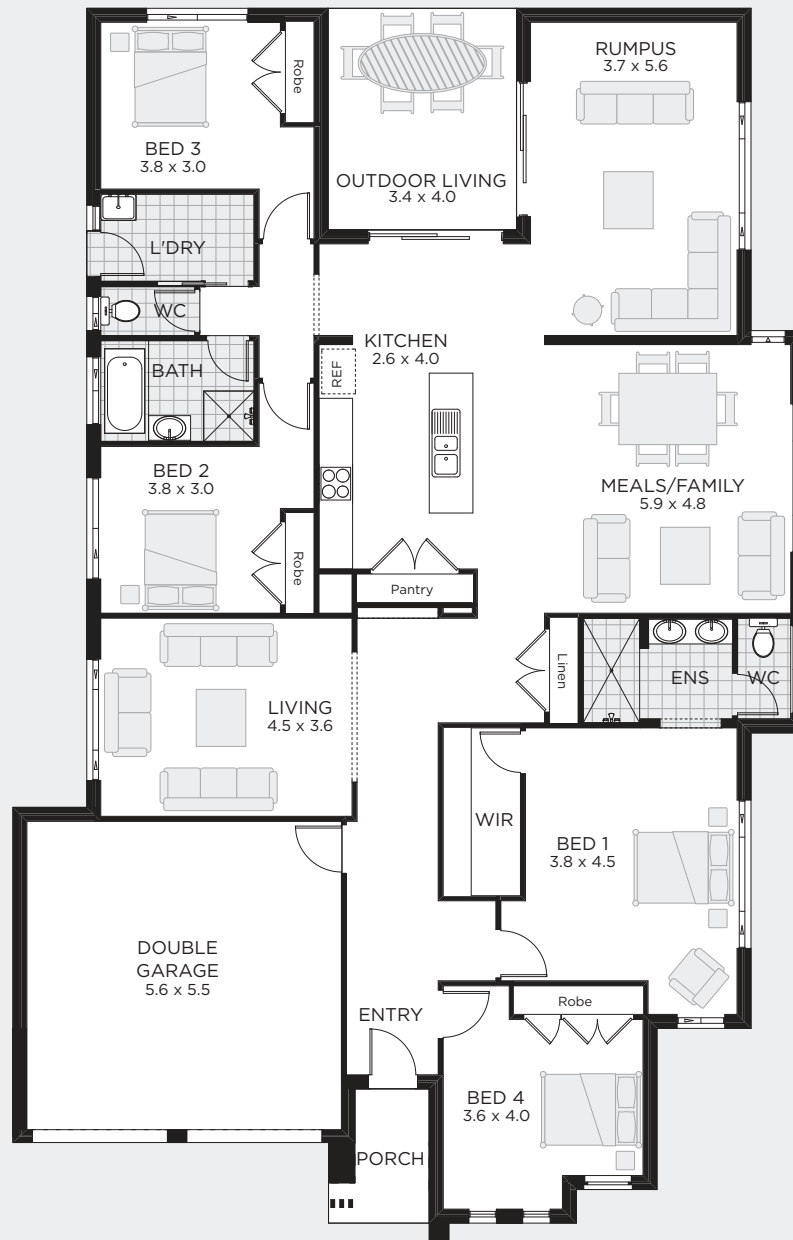 RUMPUS
3.7 x 5.6
Robe
BED 3
3.8 x 3.0
OUTDOOR LIVING
3.4 x 4.0
L'DRY
WC
KITCHEN
2.6 x 4.0
REF
BATH
BED 2
3.8 x 3.0
MEALS/FAMILY
5.9 x 4.8
Robe
Pantry
Linen
ENS
WC
LIVING
4.5 x 3.6
WIR
BED 1
3.8 x 4.5
DOUBLE
GARAGE
5.6 x 5.5
Robe
ENTRY
BED 4
3.6 x 4.0
PORCH